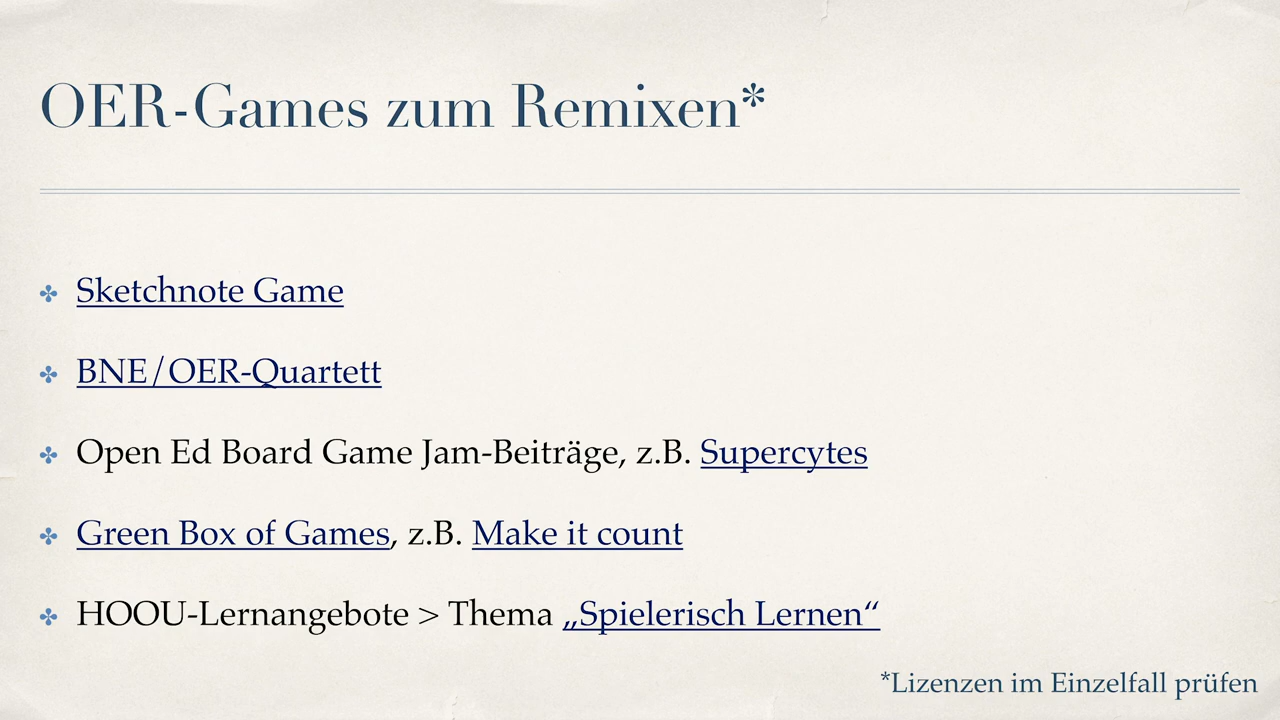 OER-Games zum Remixen*
Sketchnote Game
BNE/OER-Quartett
Open Ed Board Game Jam-Beiträge, z.B. Supercytes
Green Box of Games, z.B. Make it count
HOOU-Lernangebote > Thema „Spielerisch Lernen“
*Lizenzen im Einzelfall prüfen